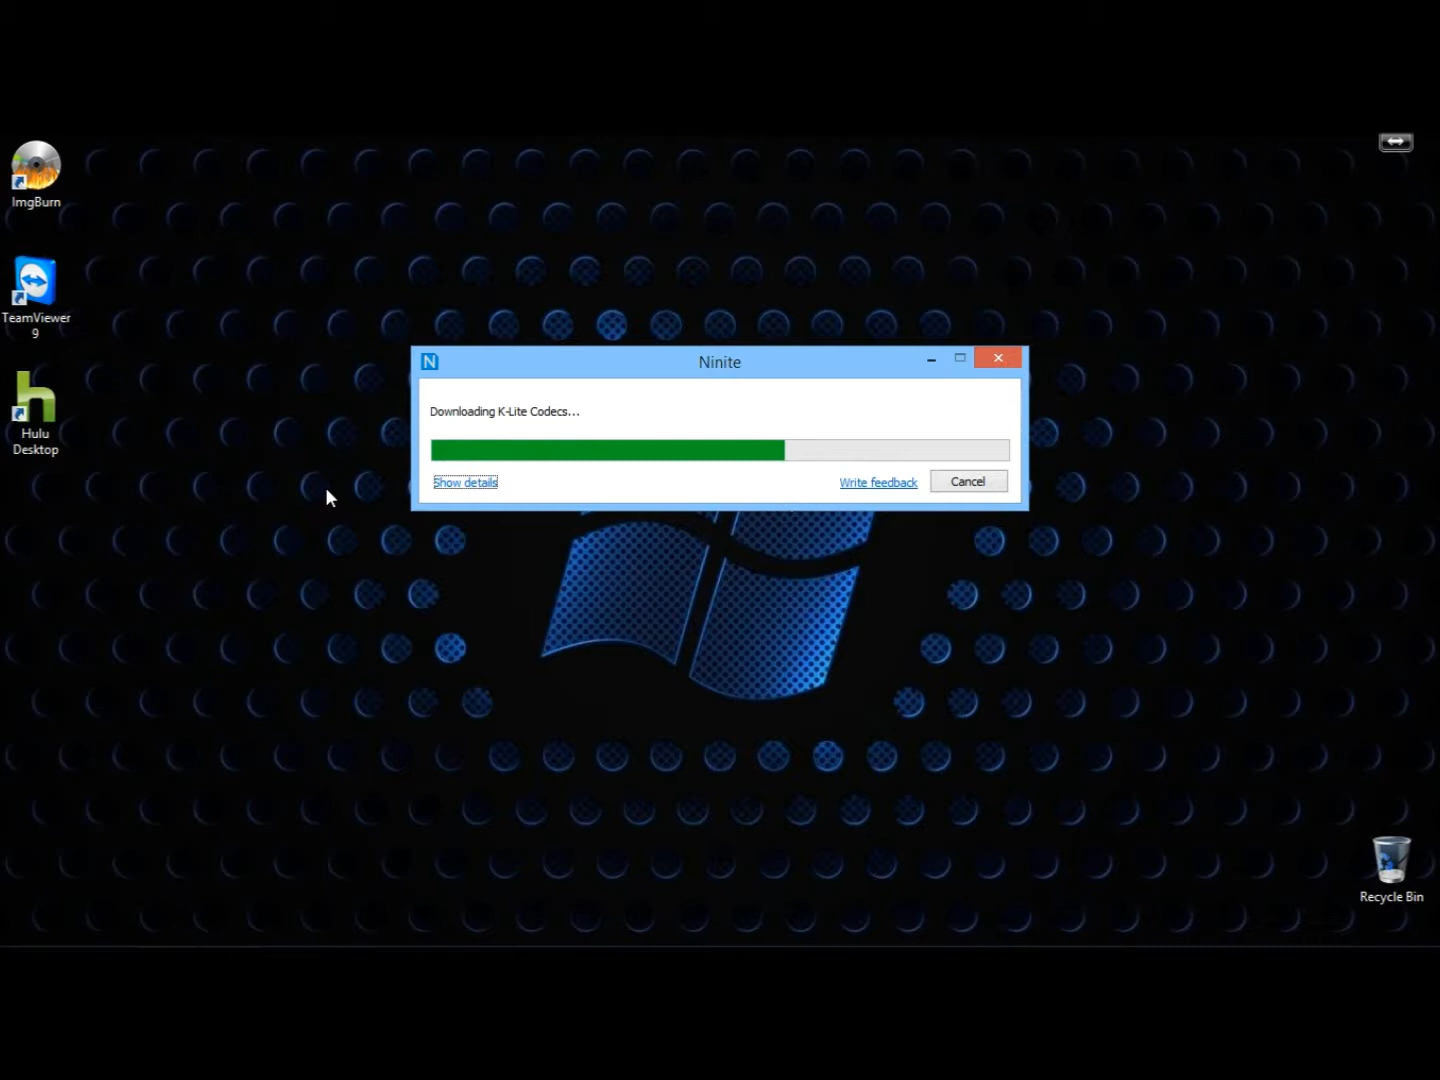 ImgBurn
TeamViewer
9
Hulu
Desktop
Ninite
Downloading K-Lite Codecs...
Show details
Write feedback
Cancel
Recycle Bin